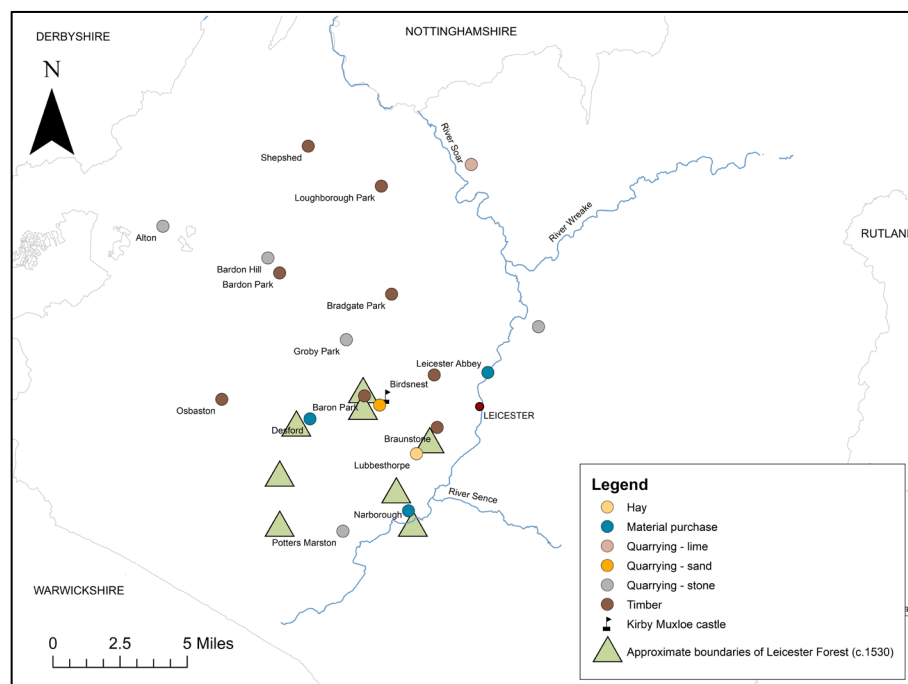 DERBYSHIRE
NOTTINGHAMSHIRE
N
River Soar
Shepshed
Loughborough Park
River Wreake
Alton
RUTLAN
Bardon Hill
Bardon Park
Bradgate Park
Groby Park
Leicester Abbey
Birdsnest
Osbaston
Baron Park
LEICESTER
Desford
Braunstone
Lubbesthorpe
River Sence
Narborough
Potters Marston
WARWICKSHIRE
0 2.5 5 Miles
Legend
Hay
Material purchase
Quarrying - lime
Quarrying - sand
Quarrying - stone
Timber
Kirby Muxloe castle
Approximate boundaries of Leicester Forest (c.1530)